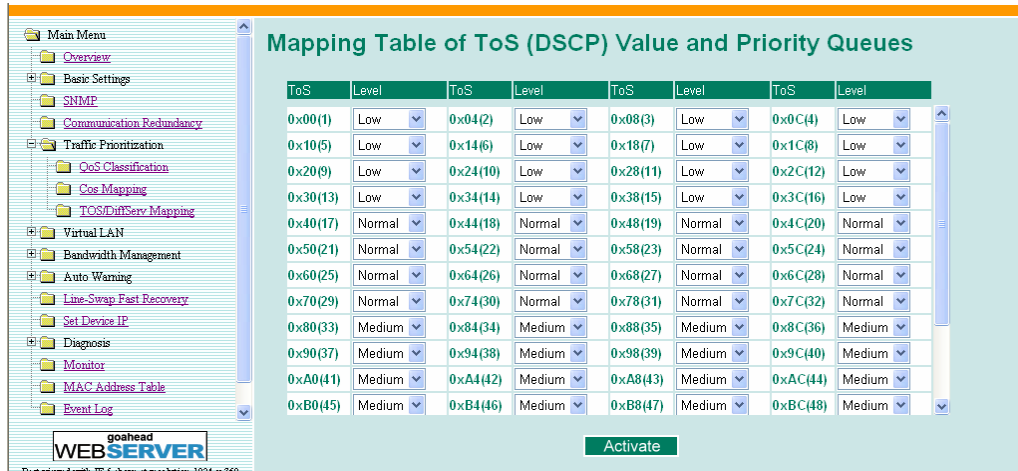 Main Menu
Overview
Basic Settings
SNMP
Communication Redundancy
Traffic Prioritization
QoS Classification
Cos Mapping
TOS/DiffServ Mapping
Virtual LAN
Bandwidth Management
Auto Warning
Line-Swap Fast Recovery
Set Device IP
Diagnosis
Monitor
MAC Address Table
Event Log
goahead
WEBSERVER
Mapping Table of ToS (DSCP) Value and Priority Queues
ToS Level ToS Level ToS Level ToS Level
0x00(1) Low 0x04(2) Low 0x08(3) Low 0x0C(4) Low
0x10(5) Low 0x14(6) Low 0x18(7) Low 0x1C(8) Low
0x20(9) Low 0x24(10) Low 0x28(11) Low 0x2C(12) Low
0x30(13) Low 0x34(14) Low 0x38(15) Low 0x3C(16) Low
0x40(17) Normal 0x44(18) Normal 0x48(19) Normal 0x4C(20) Normal
0x50(21) Normal 0x54(22) Normal 0x58(23) Normal 0x5C(24) Normal
0x60(25) Normal 0x64(26) Normal 0x68(27) Normal 0x6C(28) Normal
0x70(29) Normal 0x74(30) Normal 0x78(31) Normal 0x7C(32) Normal
0x80(33) Medium 0x84(34) Medium 0x88(35) Medium 0x8C(36) Medium
0x90(37) Medium 0x94(38) Medium 0x98(39) Medium 0x9C(40) Medium
0xA0(41) Medium 0xA4(42) Medium 0xA8(43) Medium 0xAC(44) Medium
0xB0(45) Medium 0xB4(46) Medium 0xB8(47) Medium 0xBC(48) Medium
Activate